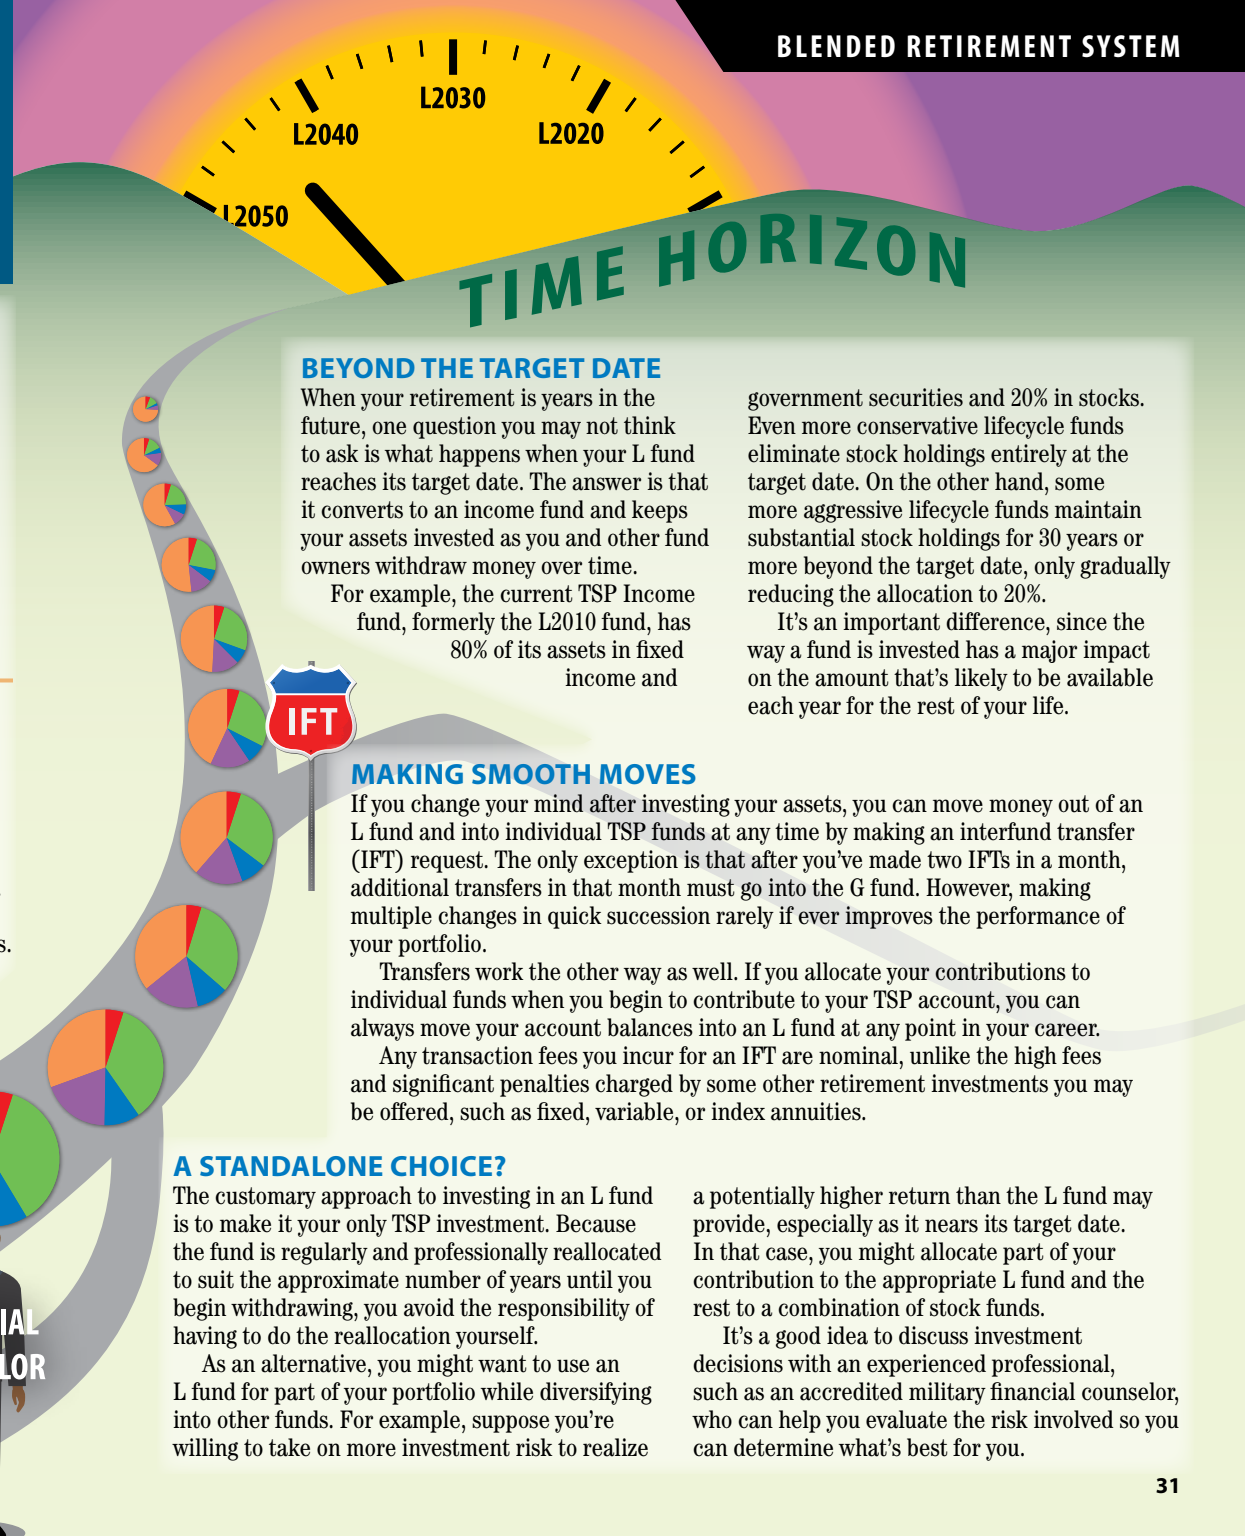 BLENDED RETIREMENT SYSTEM
L2050
L2040
L2030
L2020
TIME HORIZON
BEYOND THE TARGET DATE
When your retirement is years in the
future, one question you may not think
to ask is what happens when your L fund
reaches its target date. The answer is that
it converts to an income fund and keeps
your assets invested as you and other fund
owners withdraw money over time.
For example, the current TSP Income
fund, formerly the L2010 fund, has
80% of its assets in fixed
income and
government securities and 20% in stocks.
Even more conservative lifecycle funds
eliminate stock holdings entirely at the
target date. On the other hand, some
more aggressive lifecycle funds maintain
substantial stock holdings for 30 years or
more beyond the target date, only gradually
reducing the allocation to 20%.
It's an important difference, since the
way a fund is invested has a major impact
on the amount that's likely to be available
each year for the rest of your life.
IFT
MAKING SMOOTH MOVES
If you change your mind after investing your assets, you can move money out of an
L fund and into individual TSP funds at any time by making an interfund transfer
(IFT) request. The only exception is that after you've made two IFTs in a month,
additional transfers in that month must go into the G fund. However, making
multiple changes in quick succession rarely if ever improves the performance of
your portfolio.
Transfers work the other way as well. If you allocate your contributions to
individual funds when you begin to contribute to your TSP account, you can
always move your account balances into an L fund at any point in your career.
Any transaction fees you incur for an IFT are nominal, unlike the high fees
and significant penalties charged by some other retirement investments you may
be offered, such as fixed, variable, or index annuities.
s.
A STANDALONE CHOICE?
The customary approach to investing in an L fund
is to make it your only TSP investment. Because
the fund is regularly and professionally reallocated
to suit the approximate number of years until you
begin withdrawing, you avoid the responsibility of
having to do the reallocation yourself.
As an alternative, you might want to use an
L fund for part of your portfolio while diversifying
into other funds. For example, suppose you're
willing to take on more investment risk to realize
a potentially higher return than the L fund may
provide, especially as it nears its target date.
In that case, you might allocate part of your
contribution to the appropriate L fund and the
rest to a combination of stock funds.
It's a good idea to discuss investment
decisions with an experienced professional,
such as an accredited military financial counselor,
who can help you evaluate the risk involved so you
can determine what's best for you.
IAL
LOR
31